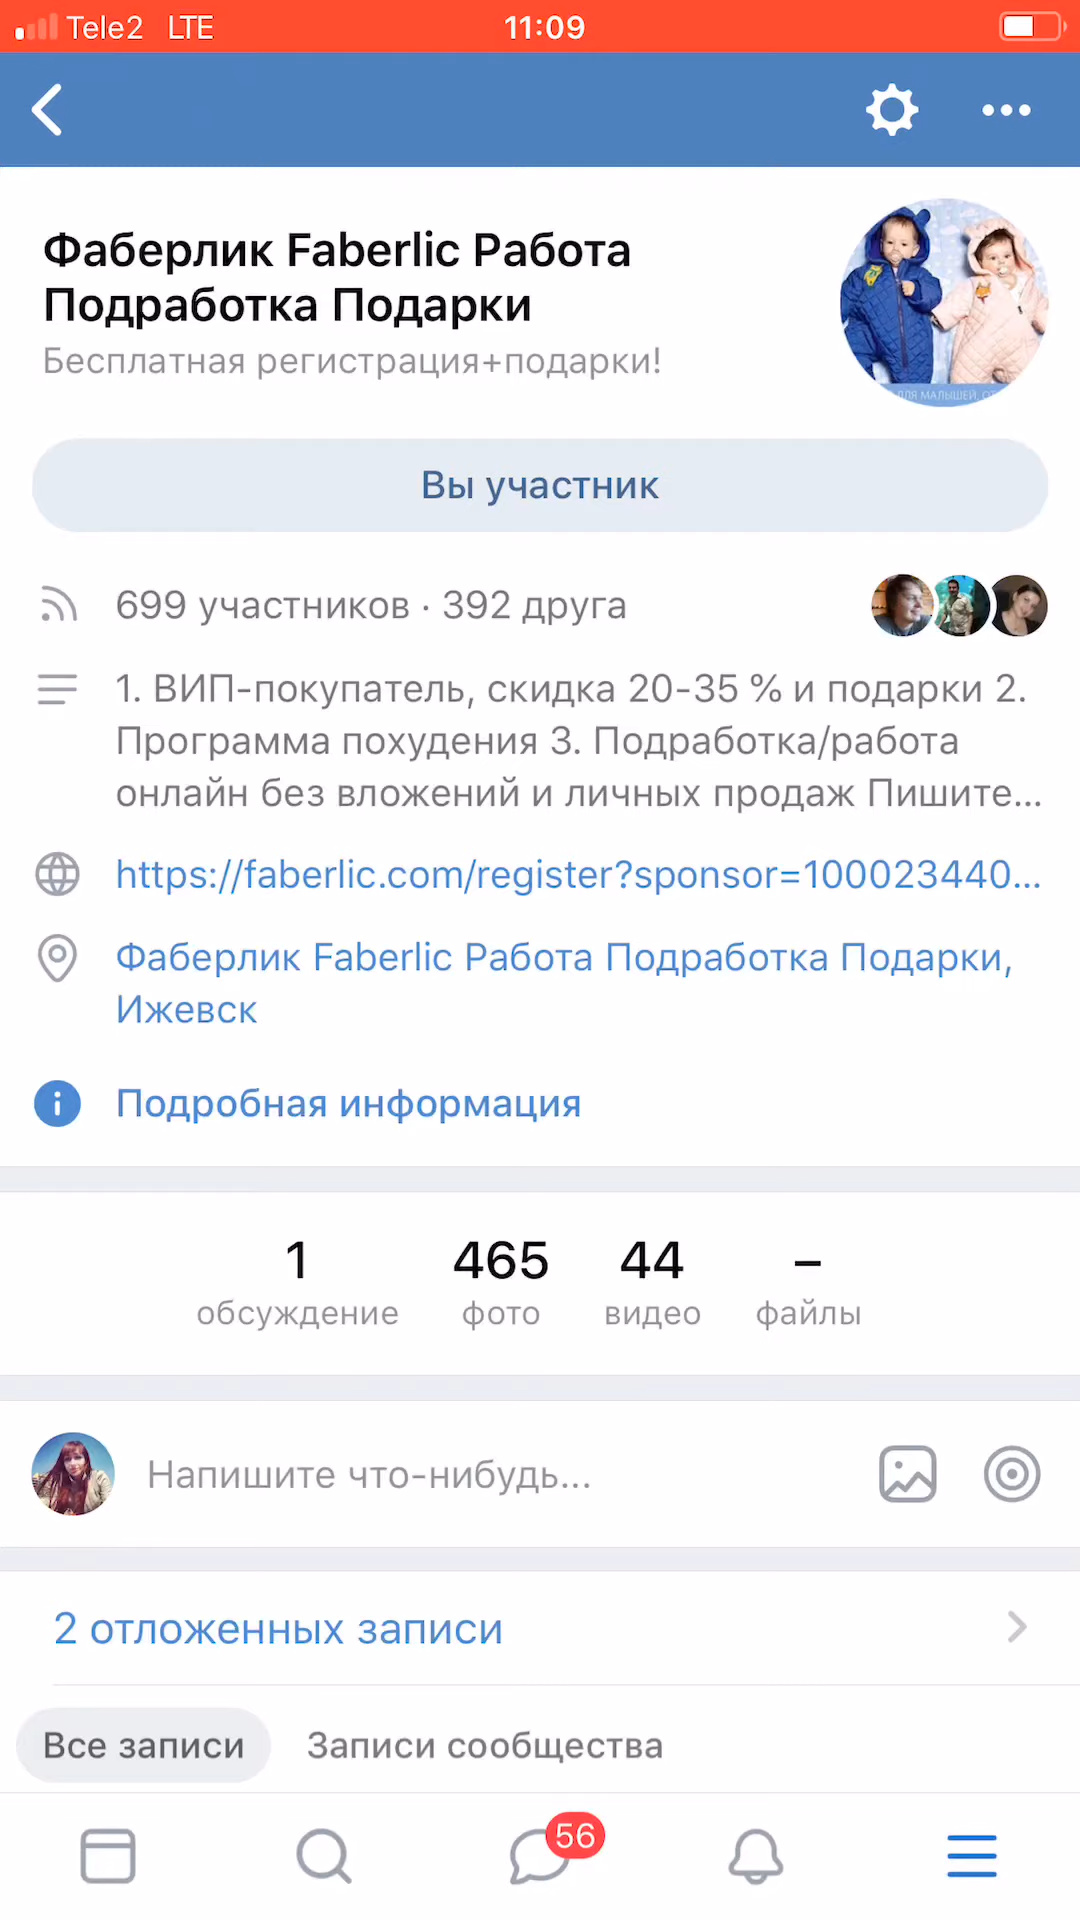 Tele2 LTE 11:09
Фаберлик Faberlic Работа
Подработка Подарки
Бесплатная регистрация+подарки!
ДЛЯ МАЛЫШЕЙ,
Вы участник
699 участников · 392 друга
1. ВИП-покупатель, скидка 20-35 % и подарки 2.
Программа похудения 3. Подработка/работа
онлайн без вложений и личных продаж Пишите...
https://faberlic.com/register?sponsor=100023440...
Фаберлик Faberlic Работа Подработка Подарки,
Ижевск
Подробная информация
1 465 44 –
обсуждение фото видео файлы
Напишите что-нибудь...
2 отложенных записи
Все записи Записи сообщества
56